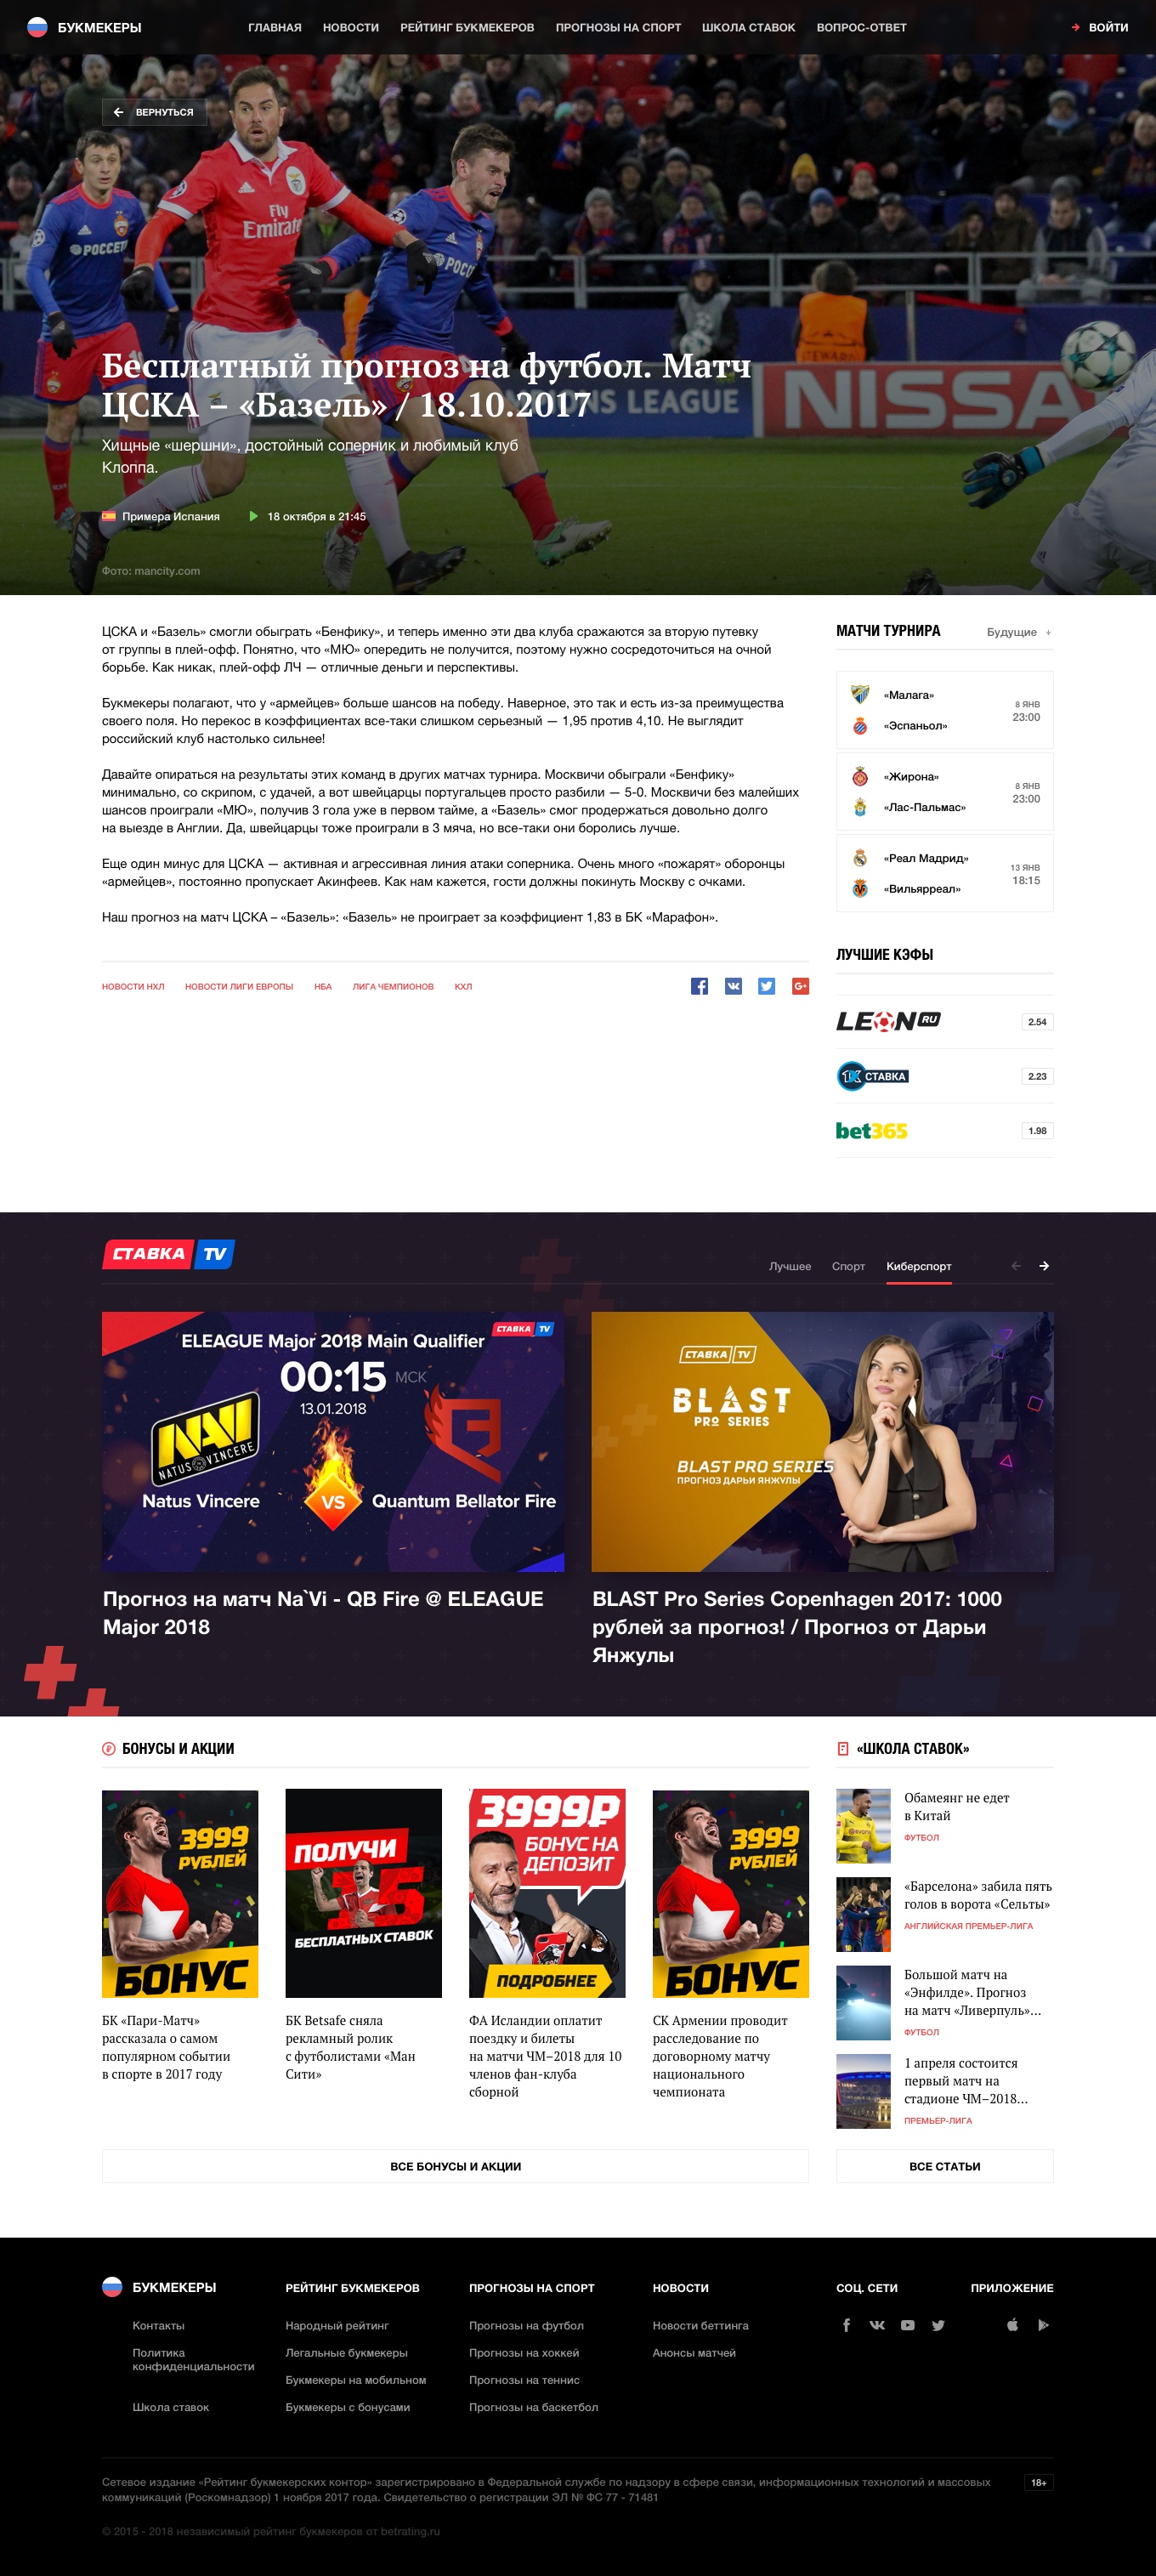 БУКМЕКЕРЫ
ГЛАВНАЯ НОВОСТИ РЕЙТИНГ БУКМЕКЕРОВ ПРОГНОЗЫ НА СПОРТ ШКОЛА СТАВОК ВОПРОС-ОТВЕТ
ВОЙТИ
ВЕРНУТЬСЯ
Fly
Emirates
РОССЕТИ
NISSA
NS LEAGUE
Бесплатный прогноз на футбол. Матч
ЦСКА – «Базель» / 18.10.2017
Хищные «шершни», достойный соперник и любимый клуб
Клоппа.
Примера Испания
18 октября в 21:45
Фото: mancity.com
ЦСКА и «Базель» смогли обыграть «Бенфику», и теперь именно эти два клуба сражаются за вторую путевку
от группы в плей-офф. Понятно, что «МЮ» опередить не получится, поэтому нужно сосредоточиться на очной
борьбе. Как никак, плей-офф ЛЧ — отличные деньги и перспективы.
Букмекеры полагают, что у «армейцев» больше шансов на победу. Наверное, это так и есть из-за преимущества
своего поля. Но перекос в коэффициентах все-таки слишком серьезный — 1,95 против 4,10. Не выглядит
российский клуб настолько сильнее!
Давайте опираться на результаты этих команд в других матчах турнира. Москвичи обыграли «Бенфику»
минимально, со скрипом, с удачей, а вот швейцарцы португальцев просто разбили — 5-0. Москвичи без малейших
шансов проиграли «МЮ», получив 3 гола уже в первом тайме, а «Базель» смог продержаться довольно долго
на выезде в Англии. Да, швейцарцы тоже проиграли в 3 мяча, но все-таки они боролись лучше.
Еще один минус для ЦСКА — активная и агрессивная линия атаки соперника. Очень много «пожарят» оборонцы
«армейцев», постоянно пропускает Акинфеев. Как нам кажется, гости должны покинуть Москву с очками.
Наш прогноз на матч ЦСКА – «Базель»: «Базель» не проиграет за коэффициент 1,83 в БК «Марафон».
НОВОСТИ НХЛ НОВОСТИ ЛИГИ ЕВРОПЫ НБА ЛИГА ЧЕМПИОНОВ КХЛ
МАТЧИ ТУРНИРА
Будущие +
«Малага»
«Эспаньол»
8 ЯНВ
23:00
«Жирона»
«Лас-Пальмас»
8 ЯНВ
23:00
«Реал Мадрид»
«Вильярреал»
13 ЯНВ
18:15
ЛУЧШИЕ КЭФЫ
LEON RU
2.54
1X СТАВКА
2.23
bet365
1.98
СТАВКА TV
Лучшее Спорт Киберспорт
ELEAGUE Major 2018 Main Qualifier
СТАВКА TV
00:15 МСК
13.01.2018
NAVI
NATUS VINCERE
Natus Vincere
VS
Quantum Bellator Fire
СТАВКА TV
BLAST
PRO SERIES
BLAST PRO SERIES
ПРОГНОЗ ДАРЬИ ЯНЖУЛЫ
Прогноз на матч Na`Vi - QB Fire @ ELEAGUE
Major 2018
BLAST Pro Series Copenhagen 2017: 1000
рублей за прогноз! / Прогноз от Дарьи
Янжулы
БОНУСЫ И АКЦИИ
3999
РУБЛЕЙ
БОНУС
ПОЛУЧИ
15
БЕСПЛАТНЫХ СТАВОК
3999₽
БОНУС НА
ДЕПОЗИТ
ПОДРОБНЕЕ
3999
РУБЛЕЙ
БОНУС
БК «Пари-Матч»
рассказала о самом
популярном событии
в спорте в 2017 году
БК Betsafe сняла
рекламный ролик
с футболистами «Ман
Сити»
ФА Исландии оплатит
поездку и билеты
на матчи ЧМ–2018 для 10
членов фан-клуба
сборной
СК Армении проводит
расследование по
договорному матчу
национального
чемпионата
ВСЕ БОНУСЫ И АКЦИИ
«ШКОЛА СТАВОК»
Обамеянг не едет
в Китай
ФУТБОЛ
«Барселона» забила пять
голов в ворота «Сельты»
АНГЛИЙСКАЯ ПРЕМЬЕР-ЛИГА
Большой матч на
«Энфилде». Прогноз
на матч «Ливерпуль»...
ФУТБОЛ
1 апреля состоится
первый матч на
стадионе ЧМ–2018...
ПРЕМЬЕР-ЛИГА
ВСЕ СТАТЬИ
БУКМЕКЕРЫ
Контакты
Политика
конфиденциальности
Школа ставок
РЕЙТИНГ БУКМЕКЕРОВ
Народный рейтинг
Легальные букмекеры
Букмекеры на мобильном
Букмекеры с бонусами
ПРОГНОЗЫ НА СПОРТ
Прогнозы на футбол
Прогнозы на хоккей
Прогнозы на теннис
Прогнозы на баскетбол
НОВОСТИ
Новости беттинга
Анонсы матчей
СОЦ. СЕТИ
ПРИЛОЖЕНИЕ
Сетевое издание «Рейтинг букмекерских контор» зарегистрировано в Федеральной службе по надзору в сфере связи, информационных технологий и массовых
коммуникаций (Роскомнадзор) 1 ноября 2017 года. Свидетельство о регистрации ЭЛ № ФС 77 - 71481
18+
© 2015 - 2018 независимый рейтинг букмекеров от betrating.ru